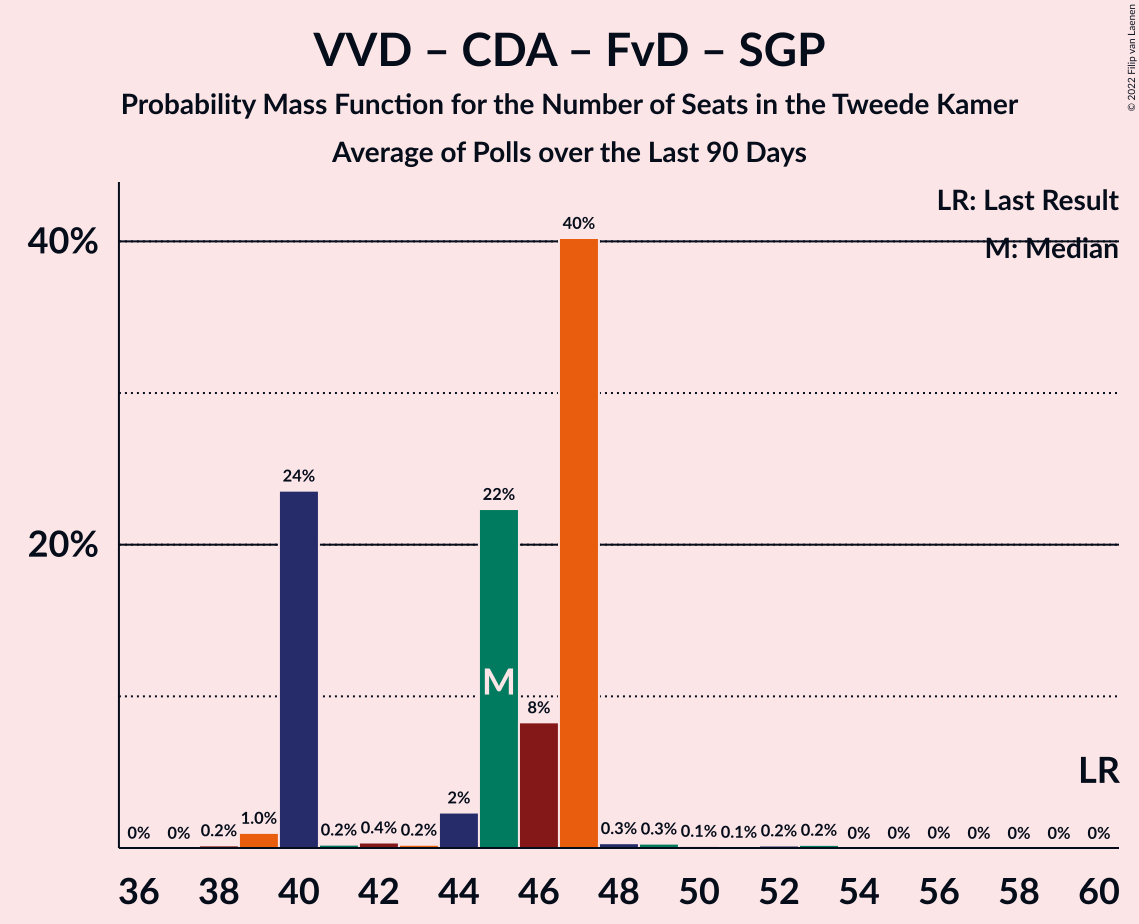 VVD – CDA – FvD – SGP
Probability Mass Function for the Number of Seats in the Tweede Kamer
Average of Polls over the Last 90 Days
© 2022 Filip van Laenen
LR: Last Result
M: Median
40%
20%
0% 0% 0.2% 1.0% 24% 0.2% 0.4% 0.2% 2% 22% 8% 40% 0.3% 0.3% 0.1% 0.1% 0.2% 0.2% 0% 0% 0% 0% 0% 0% 0%
M
LR
36 38 40 42 44 46 48 50 52 54 56 58 60